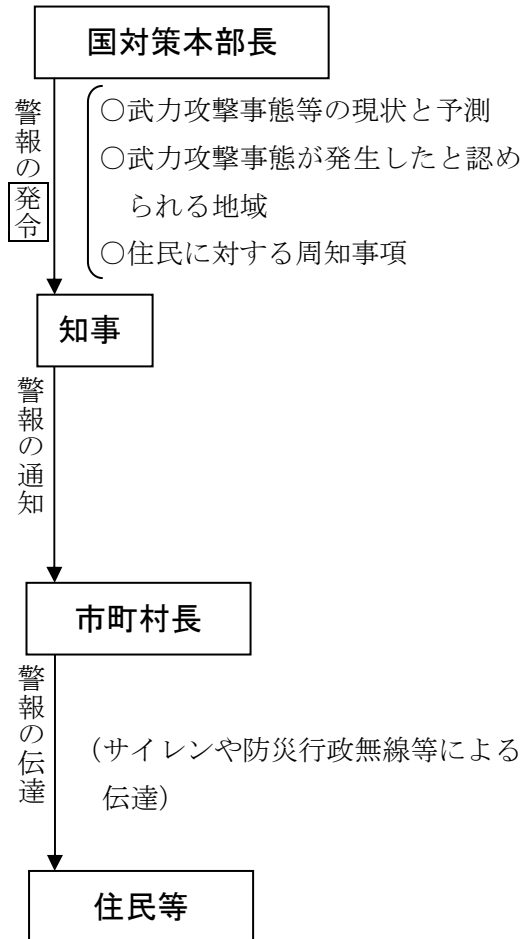 国対策本部長
警報の発令
○武力攻撃事態等の現状と予測
○武力攻撃事態が発生したと認め
られる地域
○住民に対する周知事項
知事
警報の通知
市町村長
警報の伝達
(サイレンや防災行政無線等による
伝達)
住民等